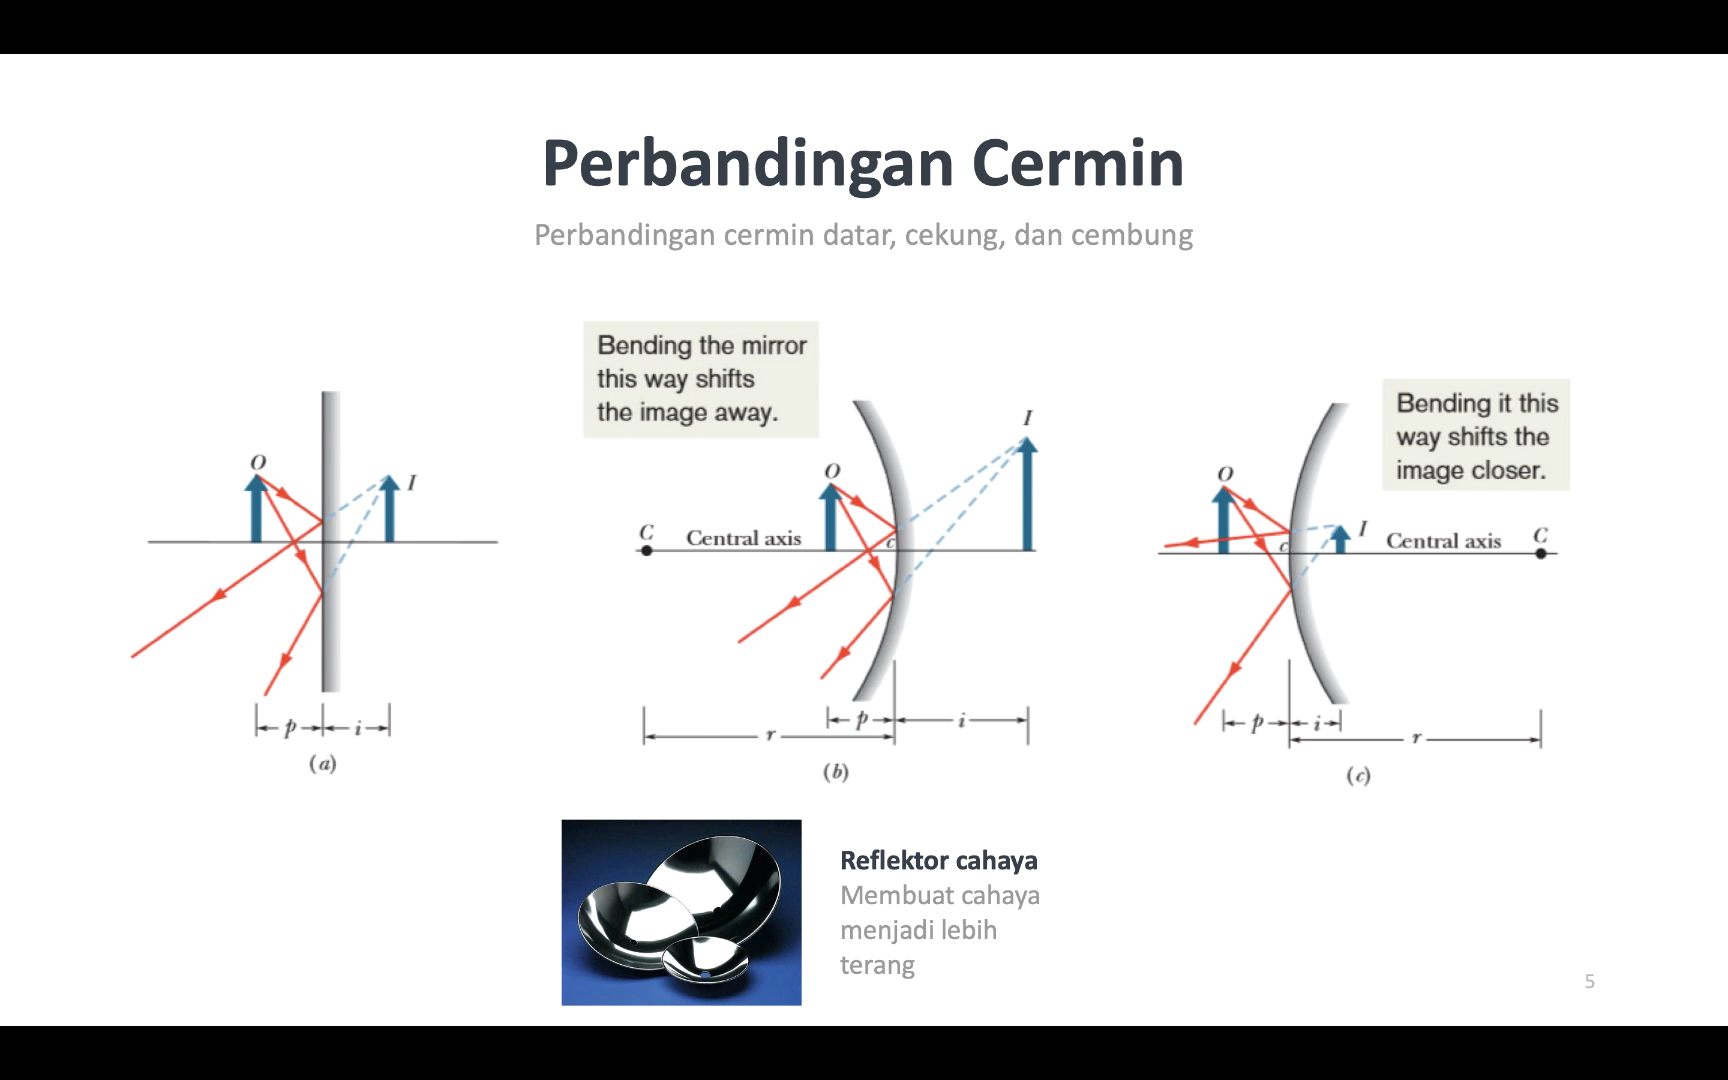 Perbandingan Cermin
Perbandingan cermin datar, cekung, dan cembung
O
I
p
i
(a)
Bending the mirror
this way shifts
the image away.
I
O
C
Central axis
c
p
i
r
(b)
Bending it this
way shifts the
image closer.
O
I
C
Central axis
c
p
i
r
(c)
Reflektor cahaya
Membuat cahaya
menjadi lebih
terang
5